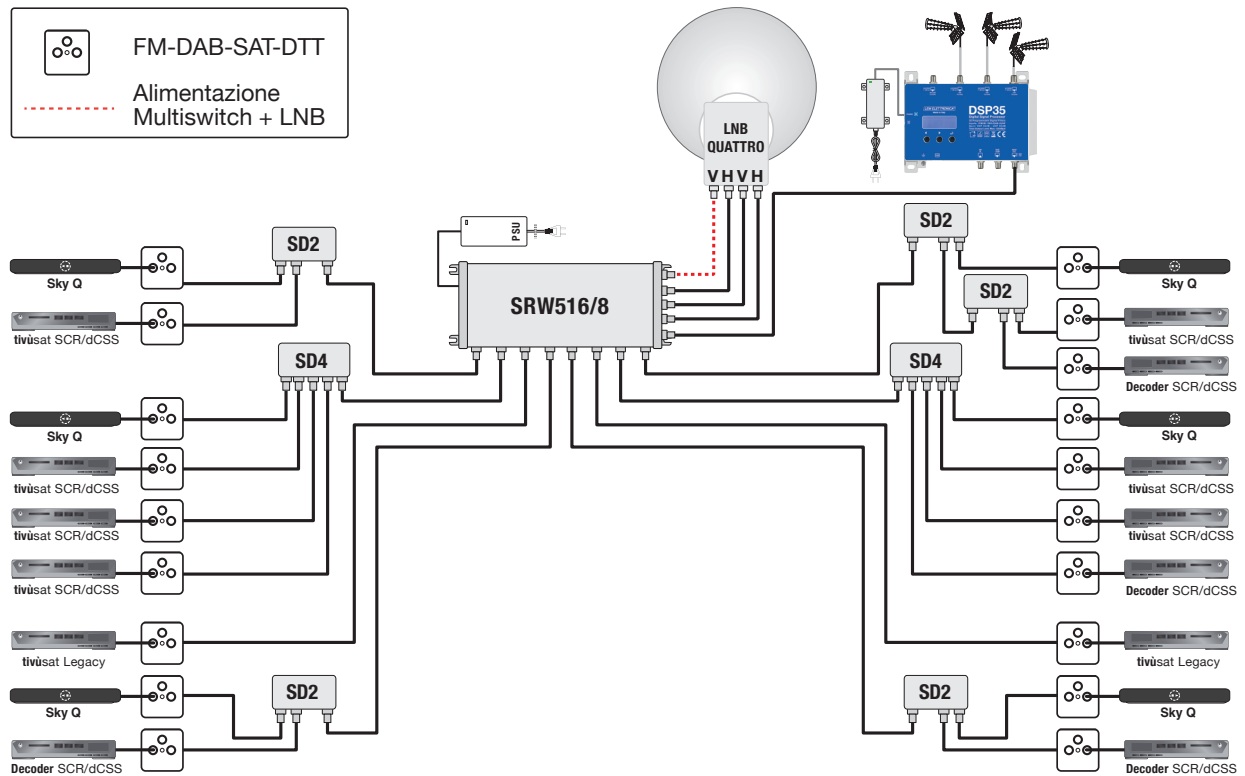 FM-DAB-SAT-DTT
Alimentazione
Multiswitch + LNB
LNB
QUATTRO
V H V H
DSP35
PSU
SRW516/8
SD2
Sky Q
tivùsat SCR/dCSS
SD4
Sky Q
tivùsat SCR/dCSS
tivùsat SCR/dCSS
tivùsat SCR/dCSS
tivùsat Legacy
SD2
Sky Q
Decoder SCR/dCSS
SD2
Sky Q
SD2
tivùsat SCR/dCSS
Decoder SCR/dCSS
SD4
Sky Q
tivùsat SCR/dCSS
tivùsat SCR/dCSS
Decoder SCR/dCSS
tivùsat Legacy
SD2
Sky Q
Decoder SCR/dCSS